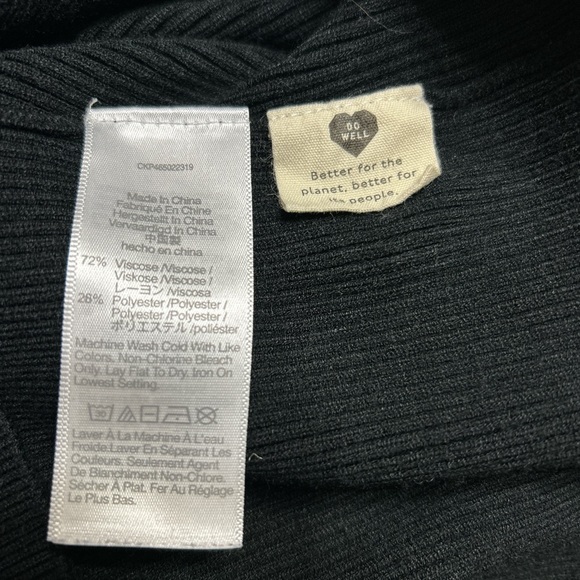 CKP465022319
Made In China
Fabriqué En Chine
Hergestellt In China
Vervaardigd In China
中国製
hecho en china
72% Viscose /Viscose /
Viskose /Viscose /
レーヨン /viscosa
28% Polyester /Polyester /
Polyester /Polyester /
ポリエステル /poliéster
Machine Wash Cold With Like
Colors. Non-Chlorine Bleach
Only. Lay Flat To Dry. Iron On
Lowest Setting.
Laver À La Machine À L'eau
Froide.Laver En Séparant Les
Couleurs. Seulement Agent
De Blanchiment Non-Chloré.
Sécher À Plat. Fer Au Réglage
Le Plus Bas.
DO
WELL
Better for the
planet, better for
people.